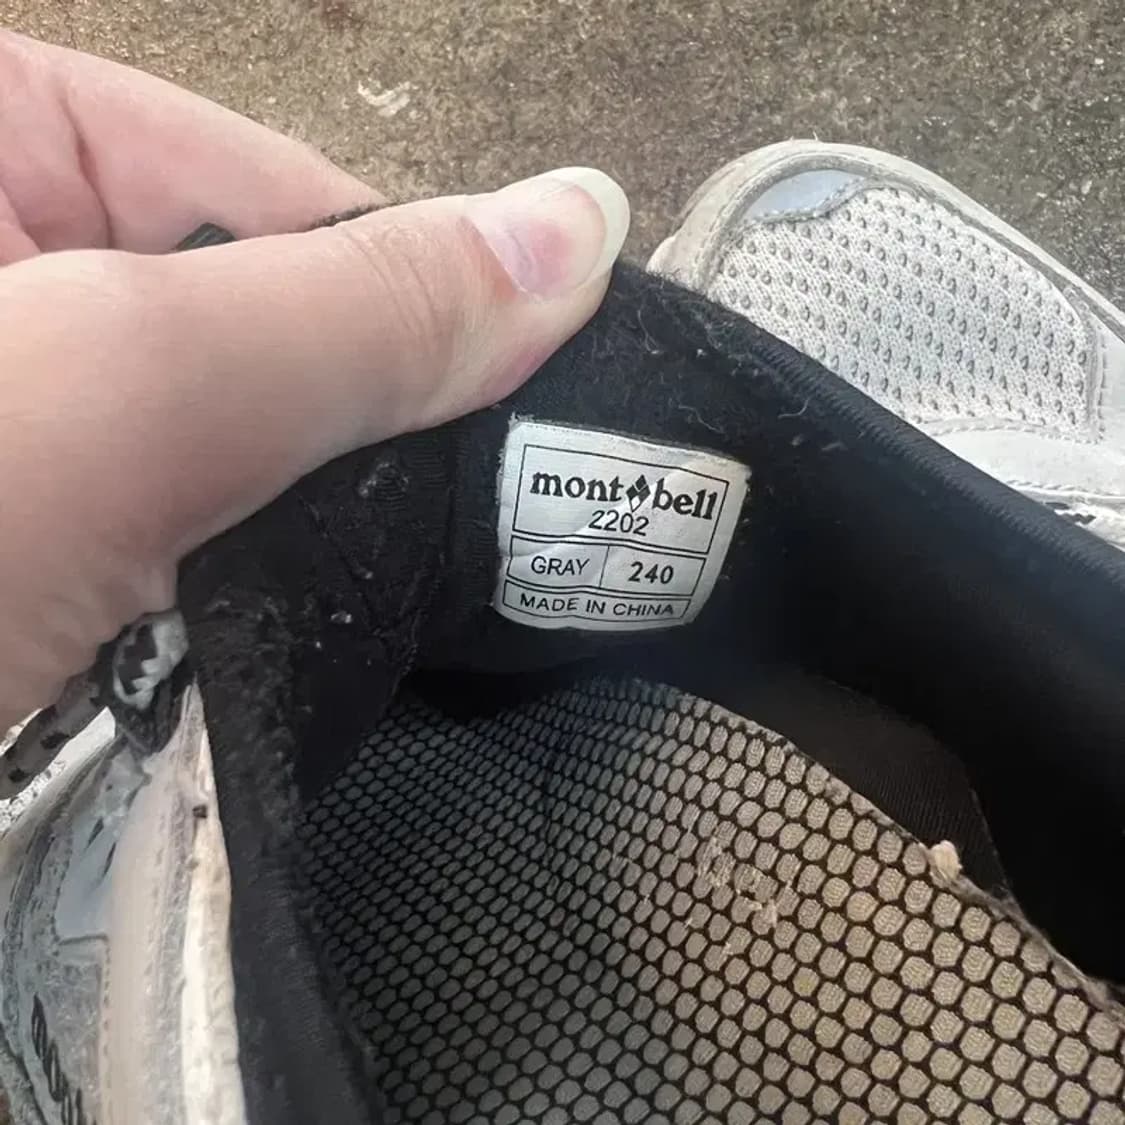 mont bell
2202
GRAY 240
MADE IN CHINA